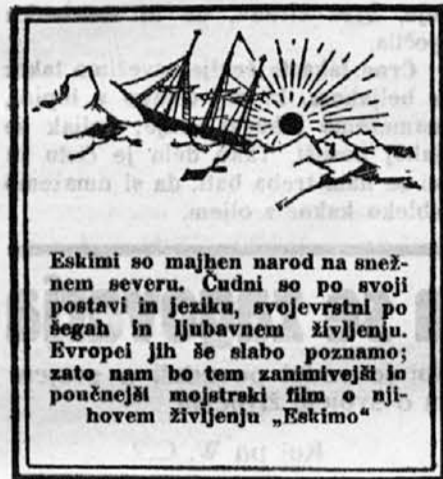 Eskimi so majhen narod na snež-
nem severu. Čudni so po svoji
postavi in jeziku, svojevrstni po
šegah in ljubavnem življenju.
Evropci jih še slabo poznamo;
zato nam bo tem zanimivejši in
poučnejši mojstrski film o nji-
hovem življenju „Eskimo“